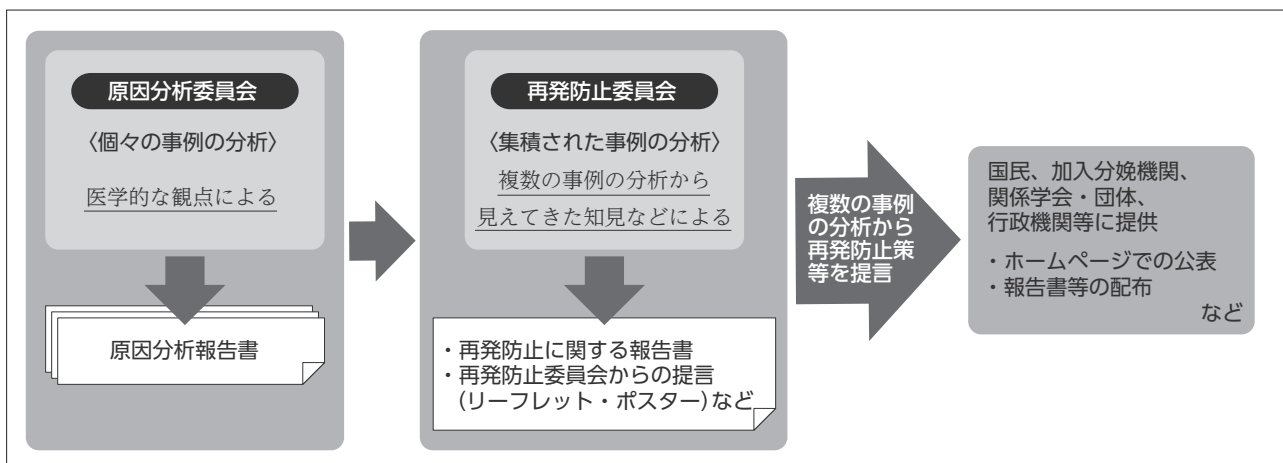 原因分析委員会
〈個々の事例の分析〉
医学的な観点による
原因分析報告書
再発防止委員会
〈集積された事例の分析〉
複数の事例の分析から
見えてきた知見などによる
・再発防止に関する報告書
・再発防止委員会からの提言
(リーフレット・ポスター)など
複数の事例
の分析から
再発防止策
等を提言
国民、加入分娩機関、
関係学会・団体、
行政機関等に提供
・ホームページでの公表
・報告書等の配布
など